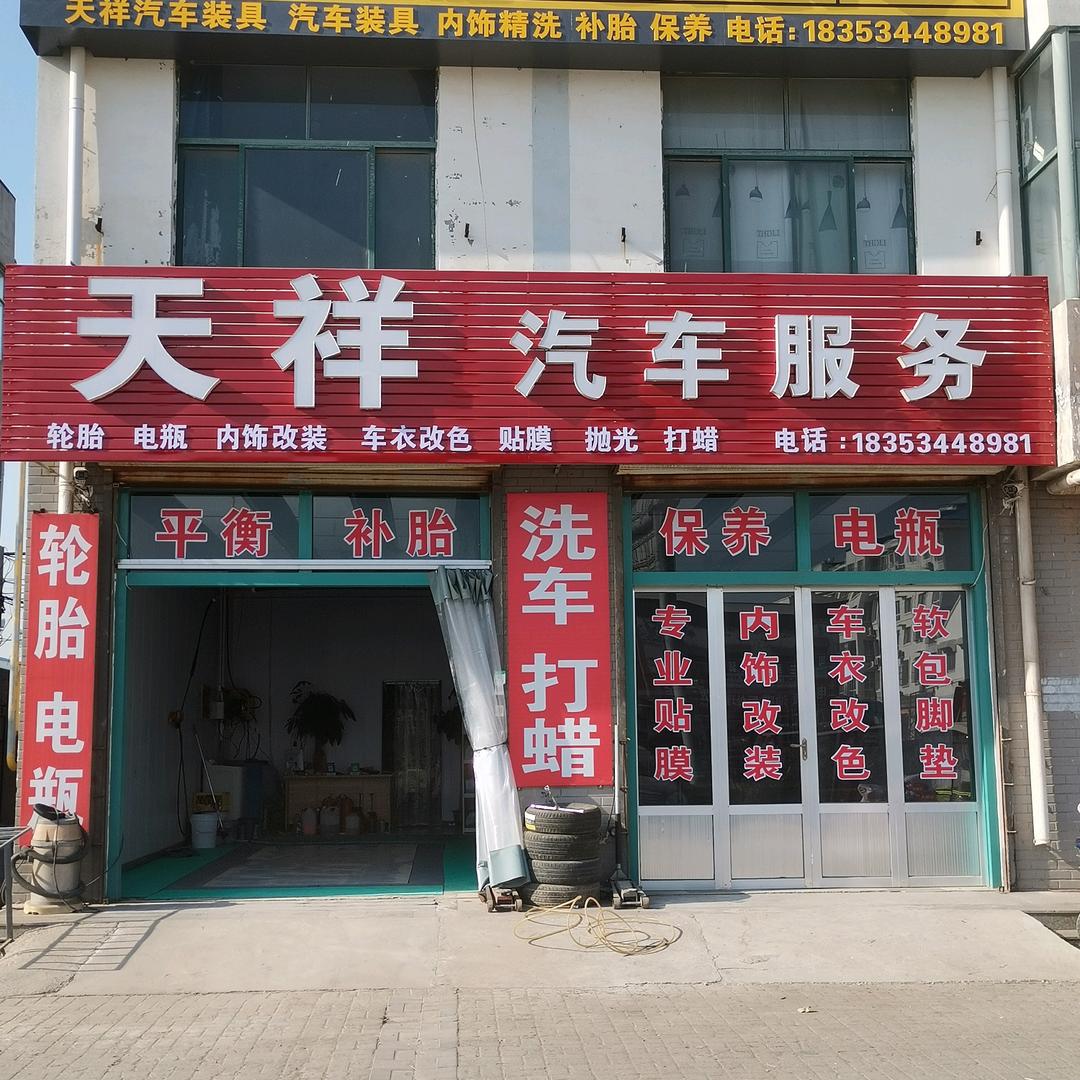 天祥汽车装具 汽车装具 内饰精洗 补胎 保养 电话:18353448981
天祥 汽车服务
轮胎 电瓶 内饰改装 车衣改色 贴膜 抛光 打蜡 电话:18353448981
平衡 补胎
保养 电瓶
轮胎 电瓶
洗车 打蜡
专业贴膜
内饰改装
车衣改色
软包脚垫